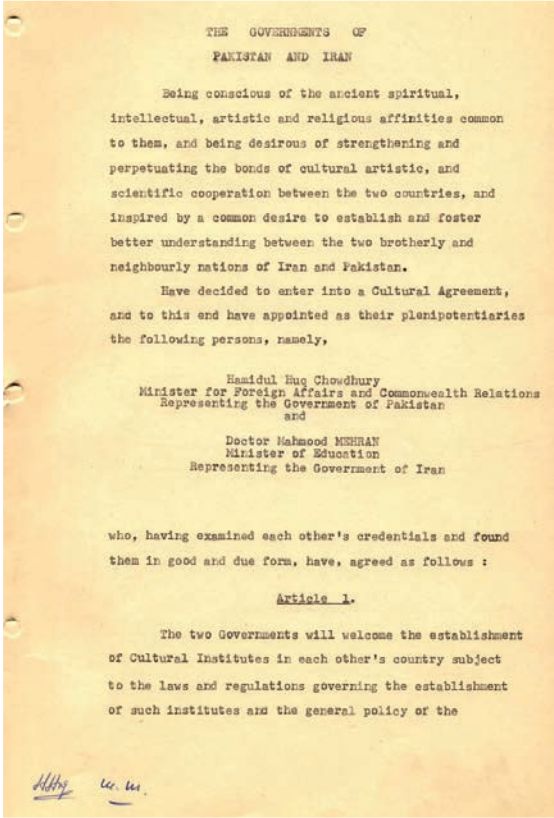 THE GOVERNMENTS OF
PAKISTAN AND IRAN
Being conscious of the ancient spiritual,
intellectual, artistic and religious affinities common
to them, and being desirous of strengthening and
perpetuating the bonds of cultural artistic, and
scientific cooperation between the two countries, and
inspired by a common desire to establish and foster
better understanding between the two brotherly and
neighbourly nations of Iran and Pakistan.
Have decided to enter into a Cultural Agreement,
and to this end have appointed as their plenipotentiaries
the following persons, namely,
Hamidul Huq Chowdhury
Minister for Foreign Affairs and Commonwealth Relations
Representing the Government of Pakistan
and
Doctor Mahmood MEHRAN
Minister of Education
Representing the Government of Iran
who, having examined each other's credentials and found
them in good and due form, have, agreed as follows :
Article 1.
The two Governments will welcome the establishment
of Cultural Institutes in each other's country subject
to the laws and regulations governing the establishment
of such institutes and the general policy of the
m. m.